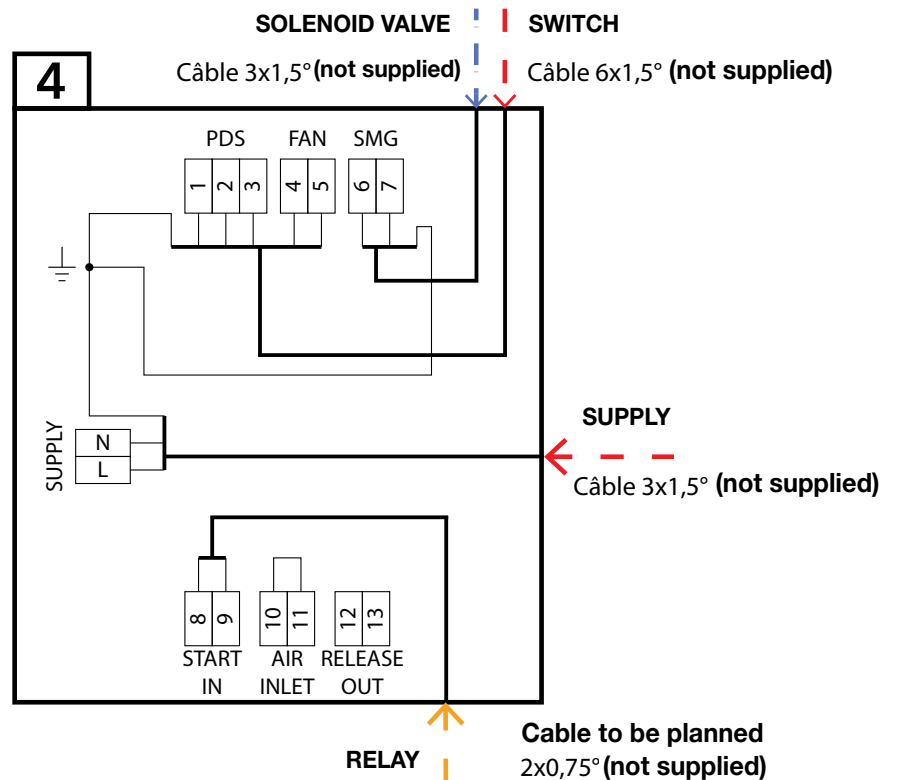 SOLENOID VALVE
SWITCH
Câble 3x1,5° (not supplied)
Câble 6x1,5° (not supplied)
4
PDS
FAN
SMG
1
2
3
4
5
6
7
SUPPLY
N
L
SUPPLY
Câble 3x1,5° (not supplied)
8
9
10
11
12
13
START
IN
AIR
INLET
RELEASE
OUT
RELAY
Cable to be planned
2x0,75° (not supplied)